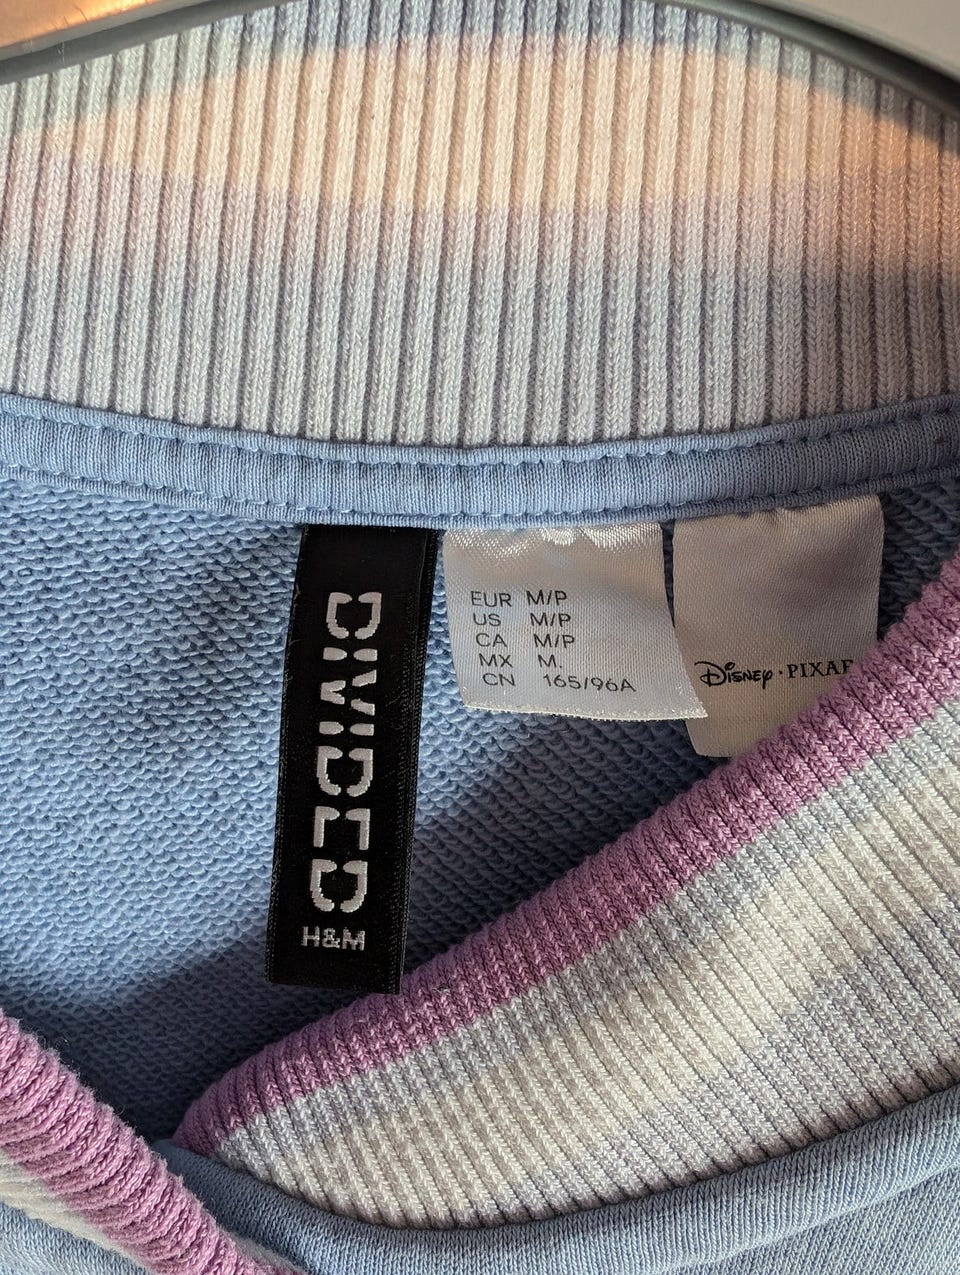 DIVIDED
H&M
EUR M/P
US M/P
CA M/P
MX M.
CN 165/96A
Disney · PIXAR